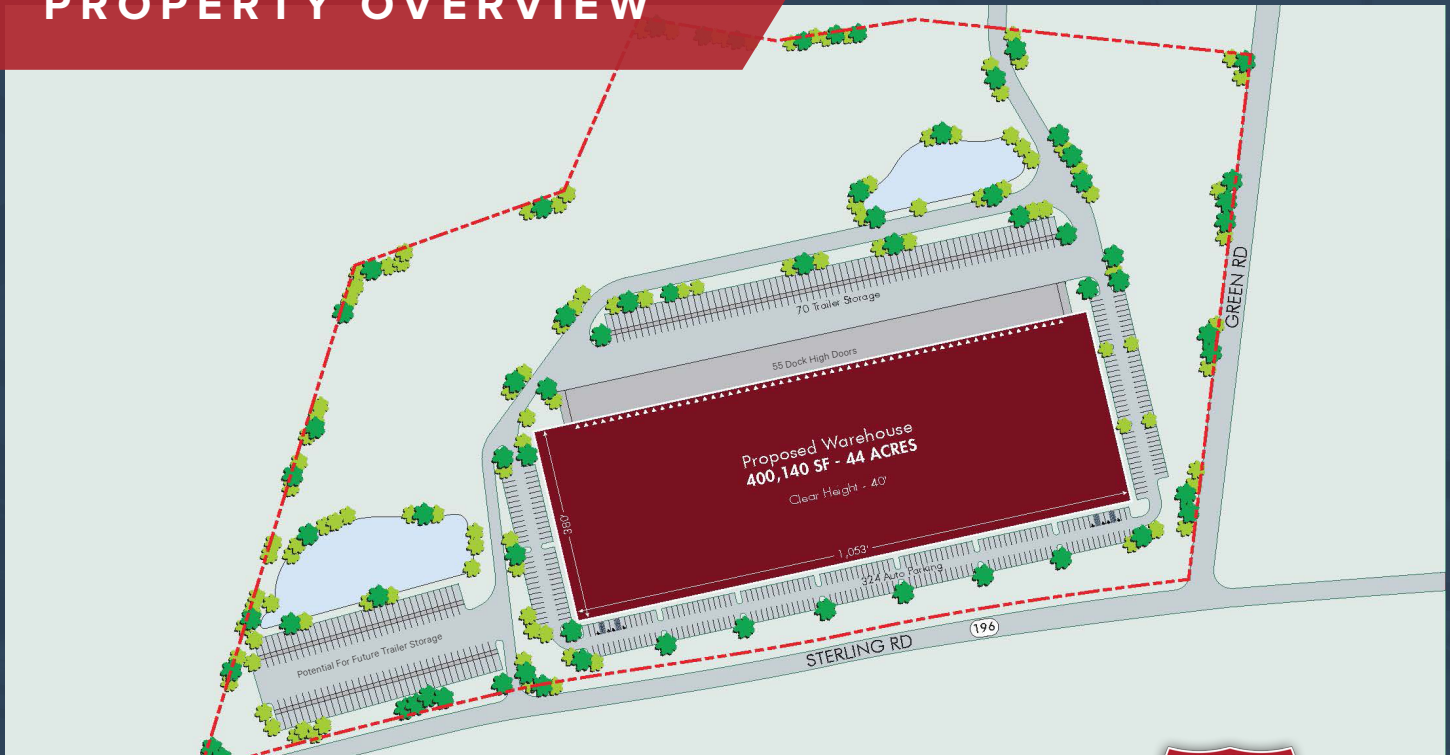 PROPERTY OVERVIEW
70 Trailer Storage
55 Dock High Doors
GREEN RD
Proposed Warehouse
400,140 SF - 44 ACRES
Clear Height - 40'
380'
1,053'
324 Auto Parking
Potential For Future Trailer Storage
196
STERLING RD